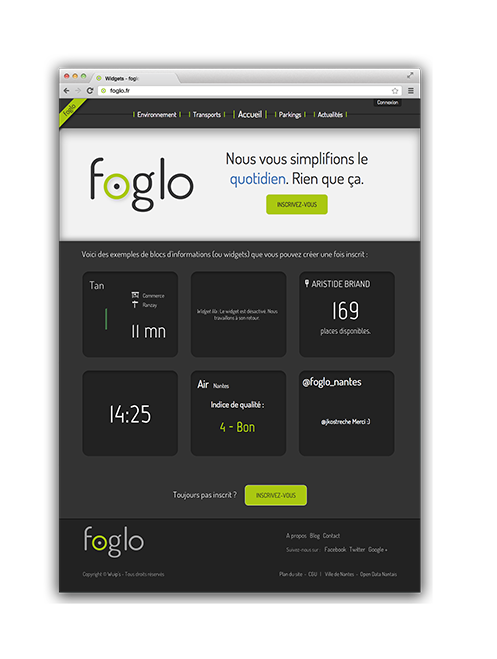 Widgets - fogl
foglo.fr
foglo
Connexion
Environnement
Transports
Accueil
Parkings
Actualités
foglo
Nous vous simplifions le
quotidien. Rien que ça.
INSCRIVEZ-VOUS
Voici des exemples de blocs d'informations (ou widgets) que vous pouvez créer une fois inscrit :
Tan
Commerce
Ranzay
11 mn
Le widget est désactivé. Nous
travaillons à son retour.
ARISTIDE BRIAND
169
places disponibles.
14:25
Air Nantes
Indice de qualité :
4 - Bon
@foglo_nantes
@jkostreche Merci ;)
Toujours pas inscrit ?
INSCRIVEZ-VOUS
foglo
A propos Blog Contact
Suivez-nous sur : Facebook Twitter Google +
Copyright © Wuips - Tous droits réservés
Plan du site - CGU | Ville de Nantes - Open Data Nantais